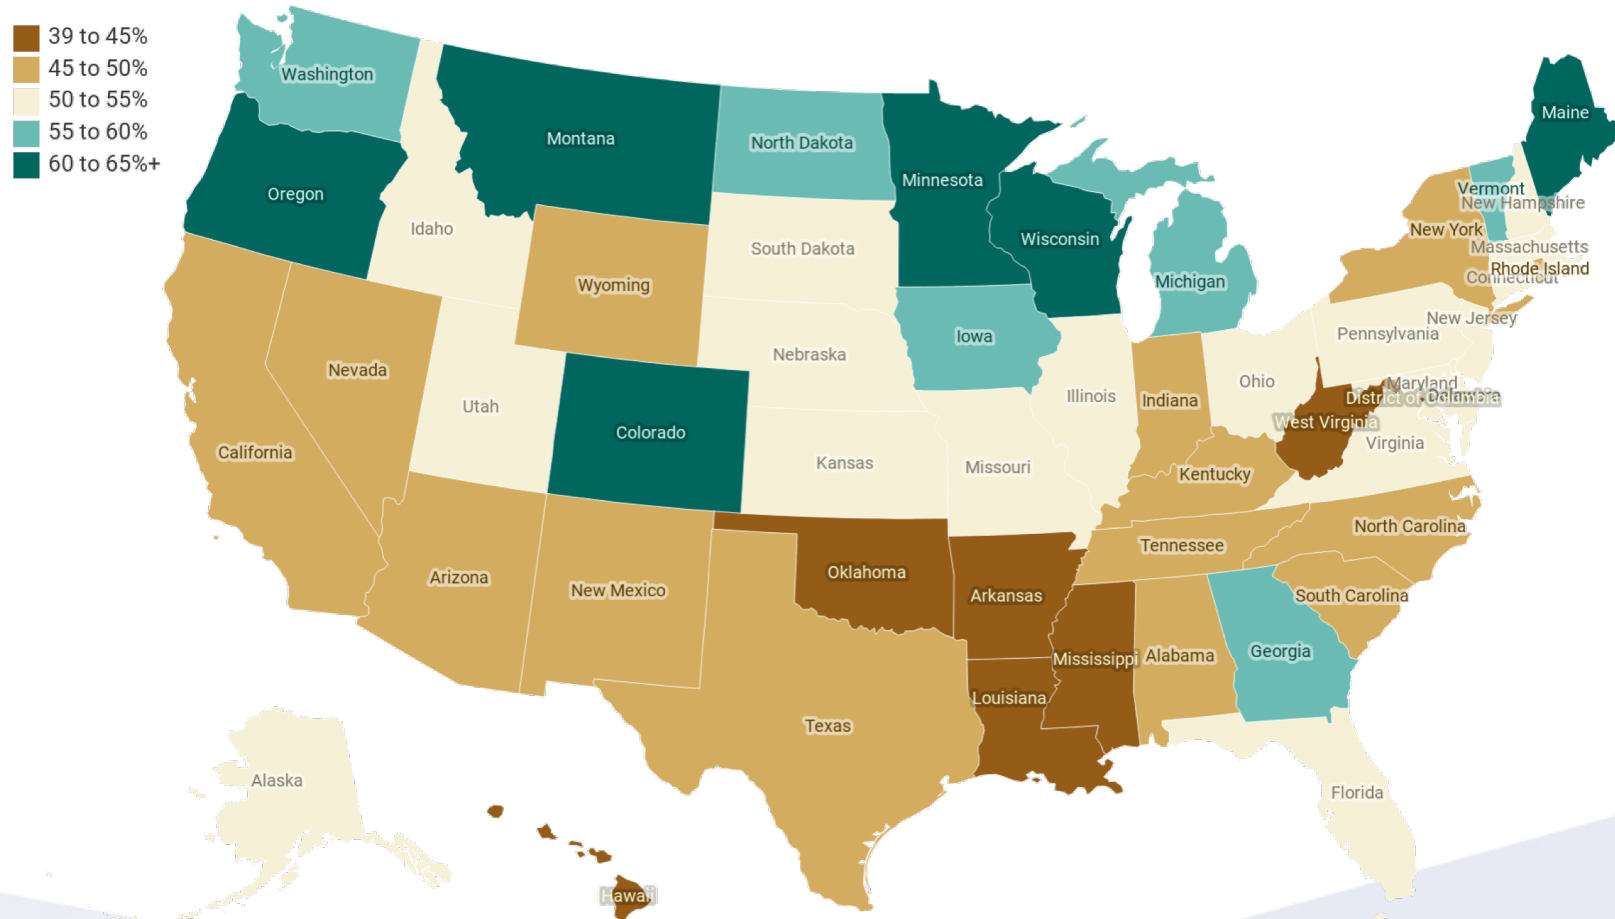 39 to 45%
45 to 50%
50 to 55%
55 to 60%
60 to 65%+
Washington
Montana
North Dakota
Minnesota
Maine
Oregon
Idaho
South Dakota
Wisconsin
Vermont
New Hampshire
New York
Massachusetts
Rhode Island
Connecticut
Wyoming
Michigan
Iowa
Nebraska
Pennsylvania
New Jersey
Nevada
Utah
Colorado
Illinois
Indiana
Ohio
Maryland
District of Columbia
Delaware
West Virginia
Virginia
California
Kansas
Missouri
Kentucky
North Carolina
Tennessee
Arizona
New Mexico
Oklahoma
Arkansas
South Carolina
Mississippi
Alabama
Georgia
Louisiana
Texas
Alaska
Florida
Hawaii